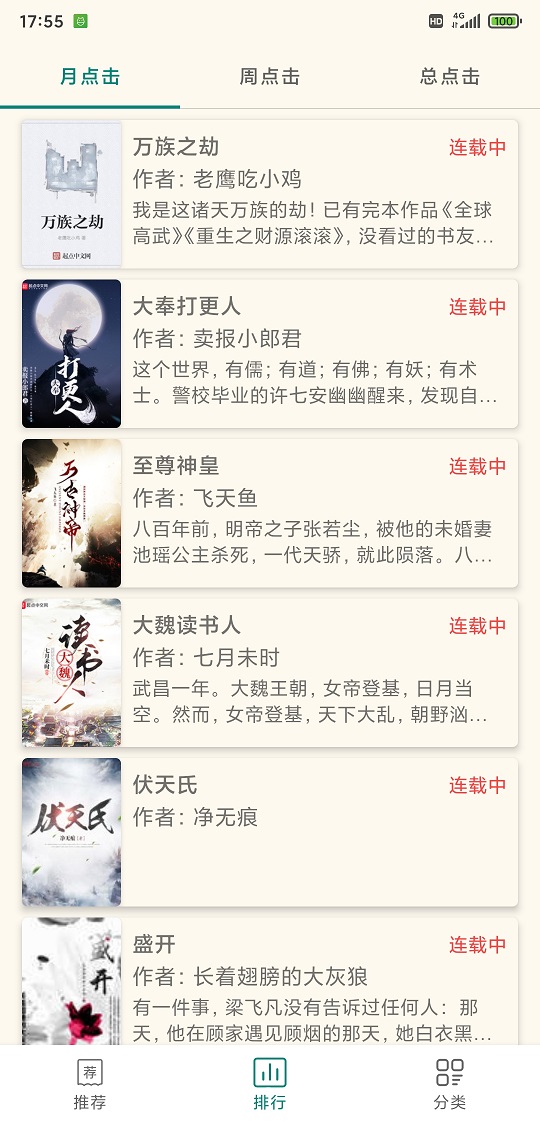 17:55
HD 4G 100
月点击
周点击
总点击
万族之劫
起点中文网
万族之劫
连载中
作者：老鹰吃小鸡
我是这诸天万族的劫！已有完本作品《全球
高武》《重生之财源滚滚》，没看过的书友...
起点中文网
大奉
打更人
卖报小郎君
大奉打更人
连载中
作者：卖报小郎君
这个世界，有儒；有道；有佛；有妖；有术
士。警校毕业的许七安幽幽醒来，发现自...
万古神帝
至尊神皇
连载中
作者：飞天鱼
八百年前，明帝之子张若尘，被他的未婚妻
池瑶公主杀死，一代天骄，就此陨落。八...
起点中文网
大魏
读书人
七月未时
大魏读书人
连载中
作者：七月未时
武昌一年。大魏王朝，女帝登基，日月当
空。然而，女帝登基，天下大乱，朝野汹...
伏天氏
净无痕
伏天氏
连载中
作者：净无痕
盛开
盛开
连载中
作者：长着翅膀的大灰狼
有一件事，梁飞凡没有告诉过任何人：那
天，他在顾家遇见顾烟的那天，她白衣黑...
荐
推荐
排行
分类